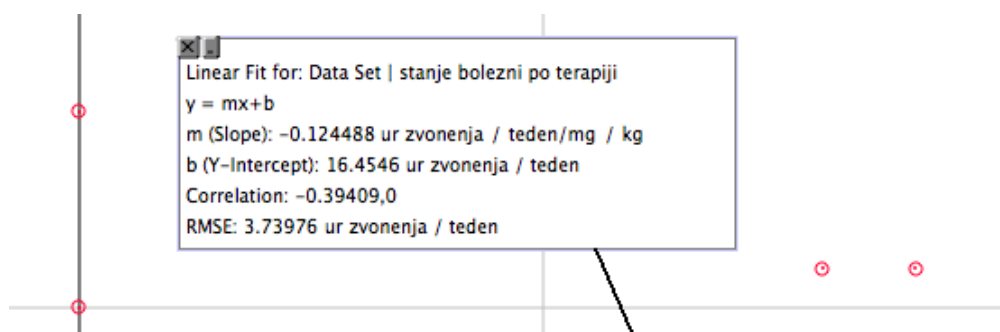 Linear Fit for: Data Set | stanje bolezni po terapiji
y = mx+b
m (Slope): -0.124488 ur zvonenja / teden/mg / kg
b (Y-Intercept): 16.4546 ur zvonenja / teden
Correlation: -0.39409,0
RMSE: 3.73976 ur zvonenja / teden